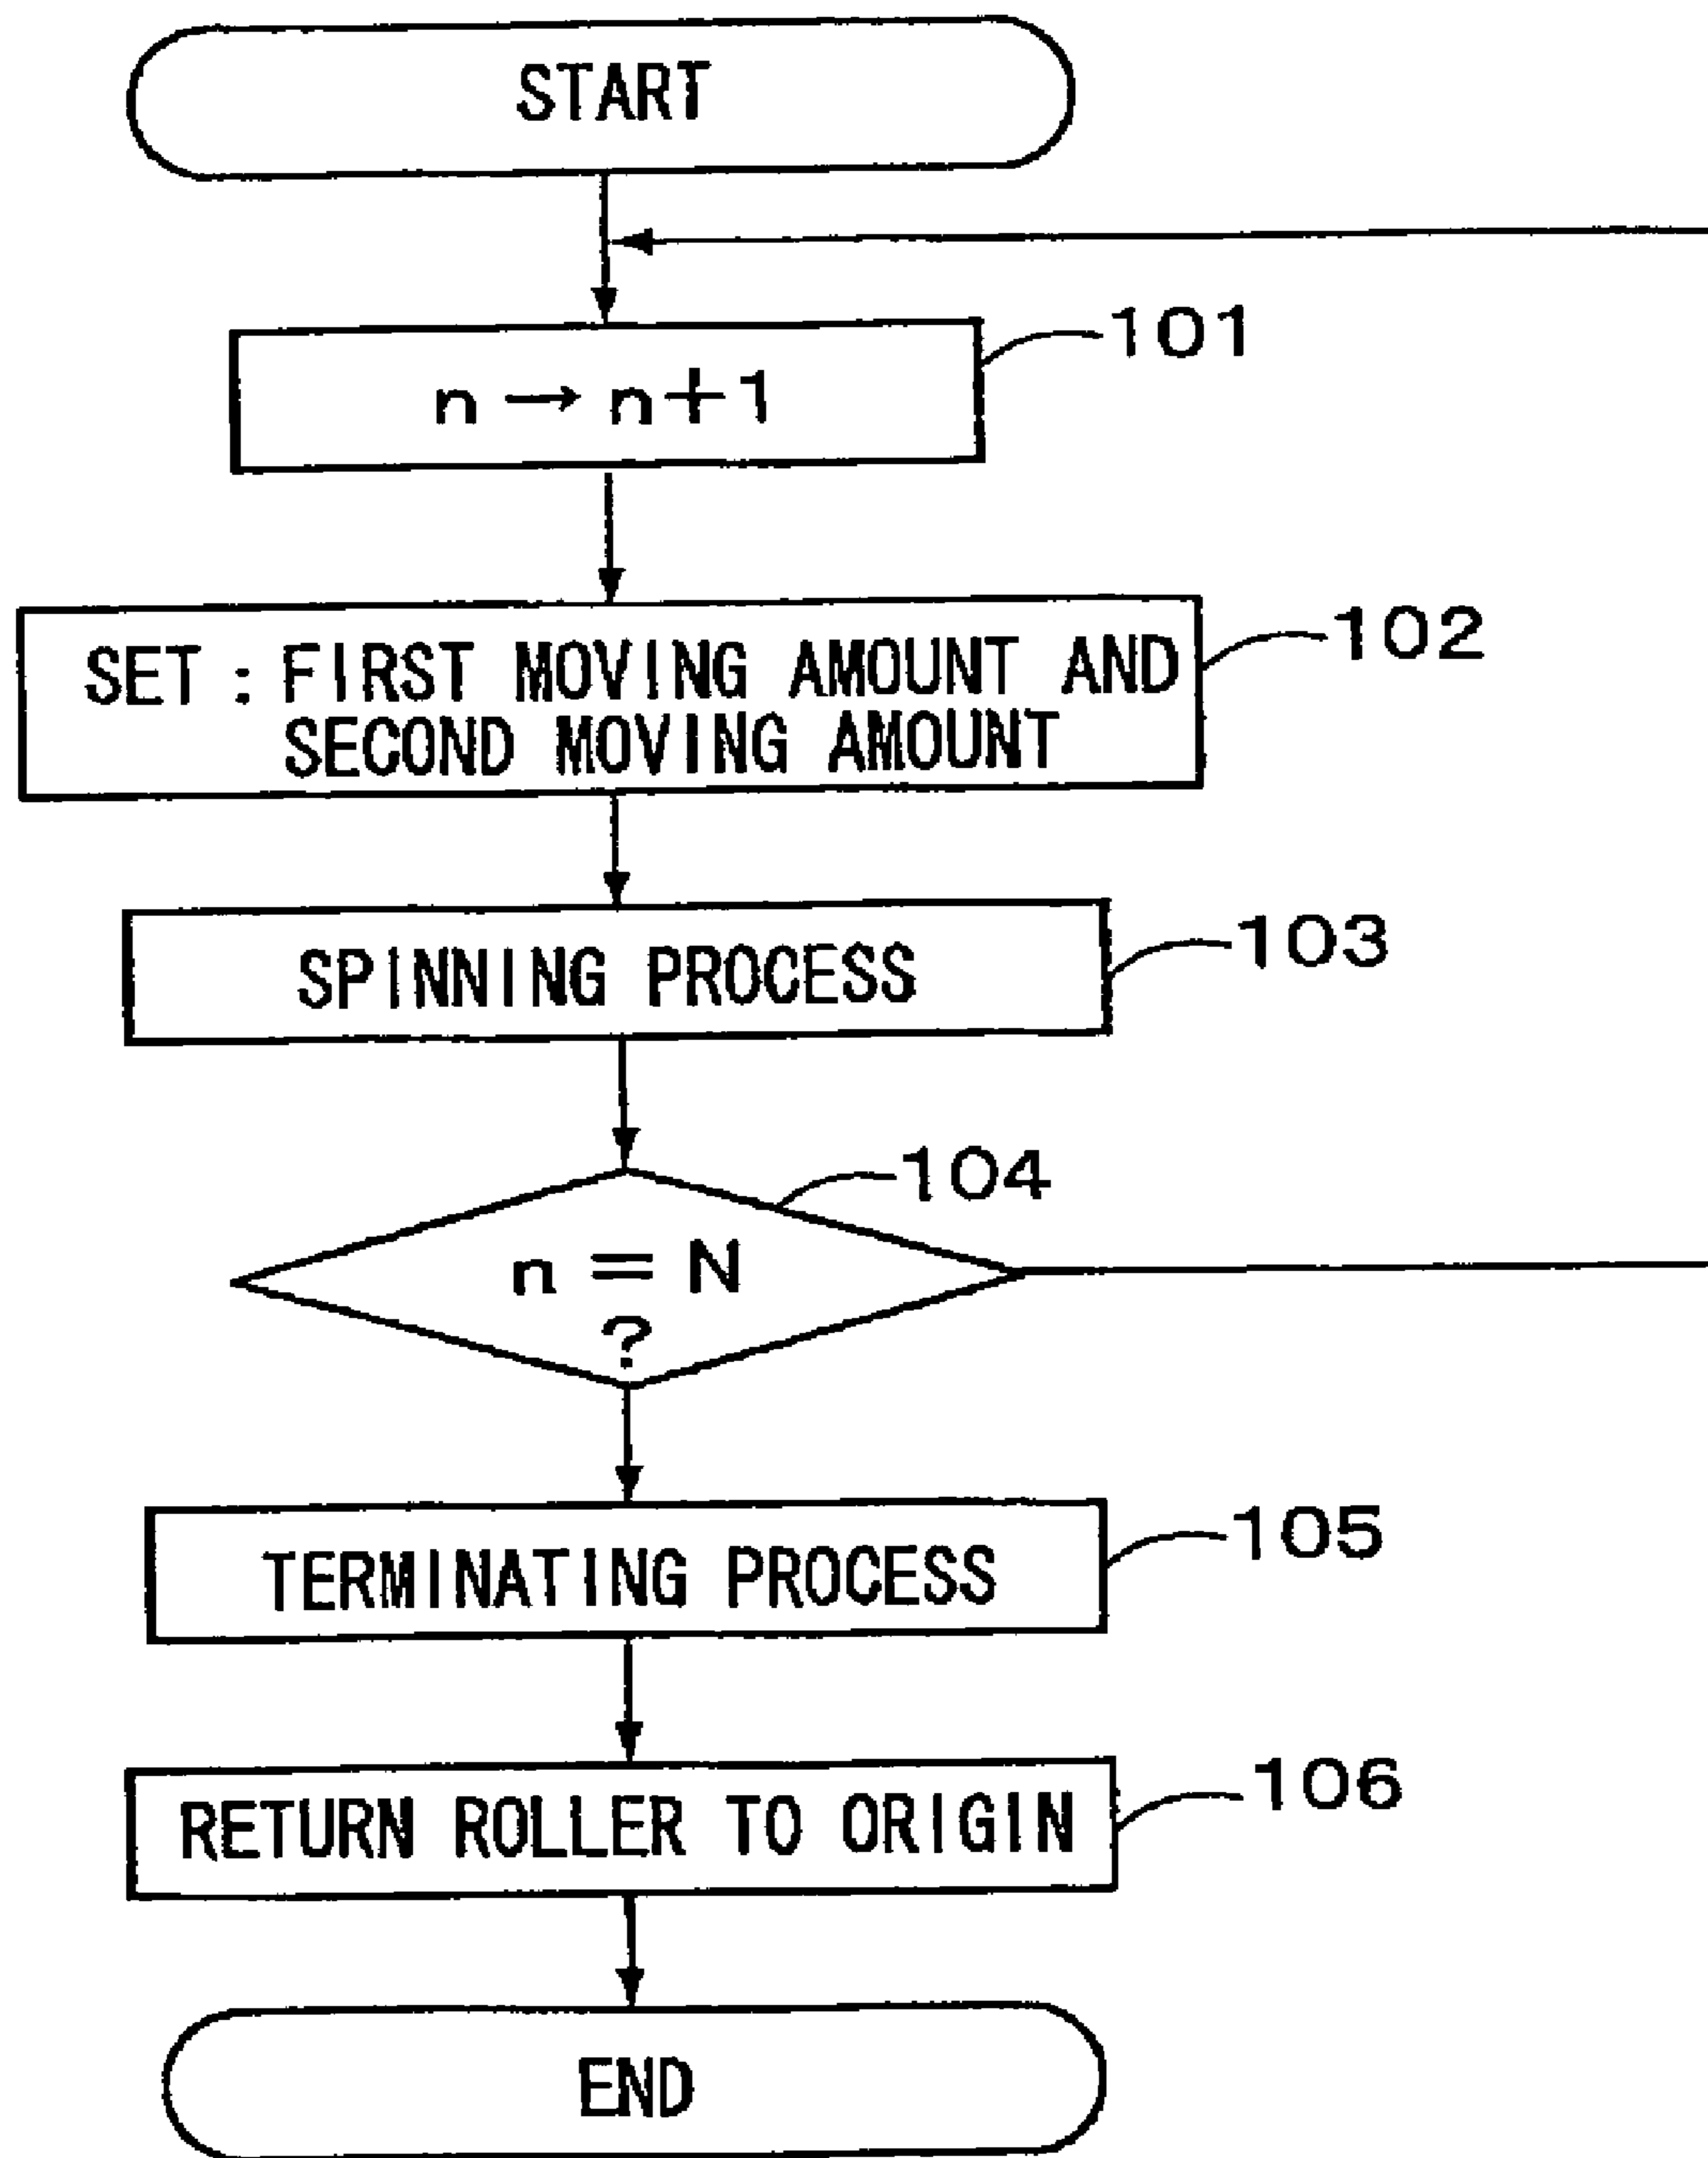 START
101
n → n+1
102
SET : FIRST MOVING AMOUNT AND
SECOND MOVING AMOUNT
103
SPINNING PROCESS
104
n = N
?
105
TERMINATING PROCESS
106
RETURN ROLLER TO ORIGIN
END